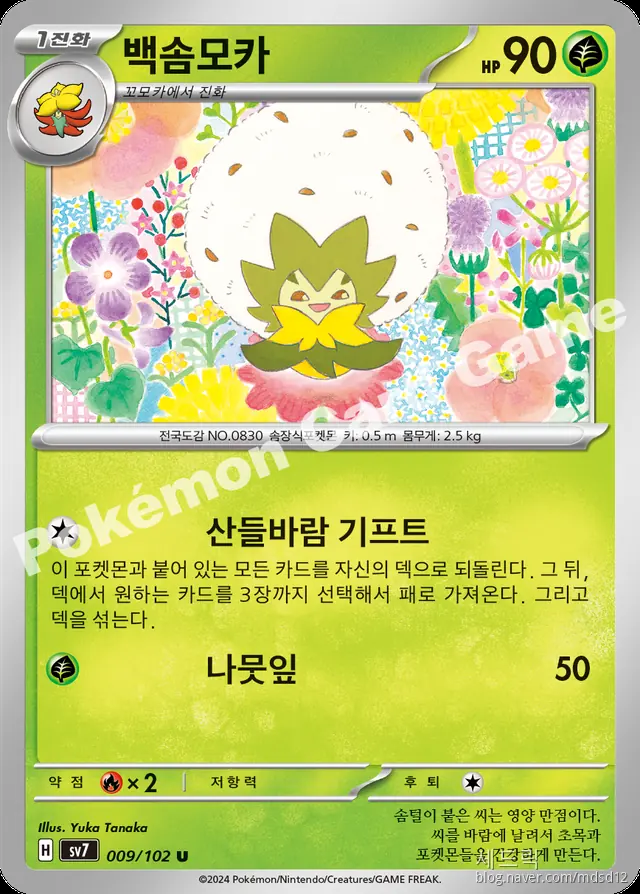 1진화
백솜모카
HP 90
꼬모카에서 진화
전국도감 NO.0830 솜장식포켓몬 키: 0.5 m 몸무게: 2.5 kg
Pokémon Card Game
산들바람 기프트
이 포켓몬과 붙어 있는 모든 카드를 자신의 덱으로 되돌린다. 그 뒤,
덱에서 원하는 카드를 3장까지 선택해서 패로 가져온다. 그리고
덱을 섞는다.
나뭇잎 50
약점 ×2 저항력 후퇴
Illus. Yuka Tanaka
솜털이 붙은 씨는 영양 만점이다.
씨를 바람에 날려서 초목과
포켓몬들을 건강하게 만든다.
H sv7 009/102 U
체드락
blog.naver.com/mdsd12
©2024 Pokémon/Nintendo/Creatures/GAME FREAK.